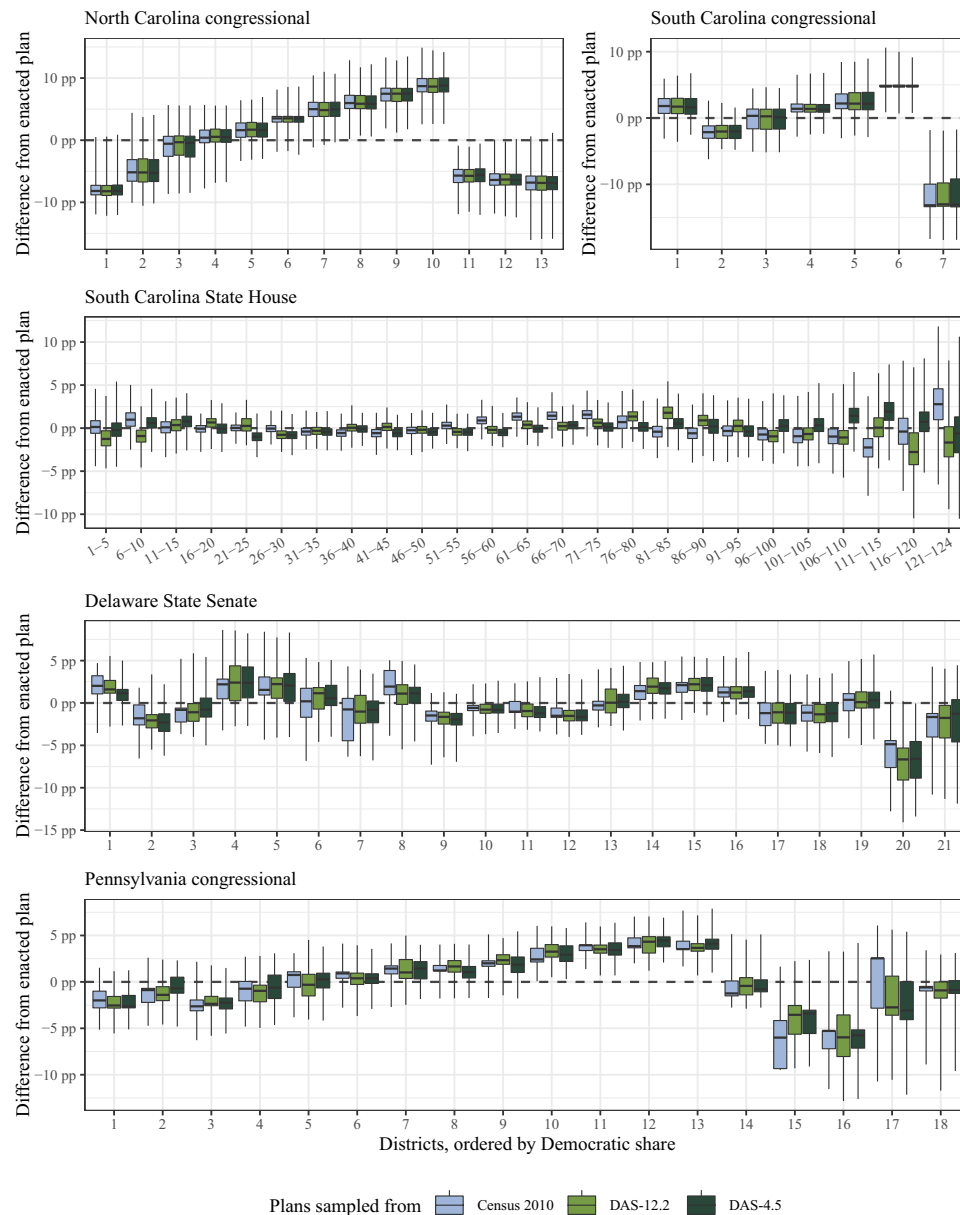 North Carolina congressional
South Carolina congressional
Difference from enacted plan
10 pp
0 pp
−10 pp
1 2 3 4 5 6 7 8 9 10 11 12 13
Difference from enacted plan
10 pp
0 pp
−10 pp
1 2 3 4 5 6 7
South Carolina State House
Difference from enacted plan
10 pp
5 pp
0 pp
−5 pp
−10 pp
1−5 6−10 11−15 16−20 21−25 26−30 31−35 36−40 41−45 46−50 51−55 56−60 61−65 66−70 71−75 76−80 81−85 86−90 91−95 96−100 101−105 106−110 111−115 116−120 121−124
Delaware State Senate
Difference from enacted plan
5 pp
0 pp
−5 pp
−10 pp
−15 pp
1 2 3 4 5 6 7 8 9 10 11 12 13 14 15 16 17 18 19 20 21
Pennsylvania congressional
Difference from enacted plan
5 pp
0 pp
−5 pp
−10 pp
1 2 3 4 5 6 7 8 9 10 11 12 13 14 15 16 17 18
Districts, ordered by Democratic share
Plans sampled from Census 2010 DAS−12.2 DAS−4.5